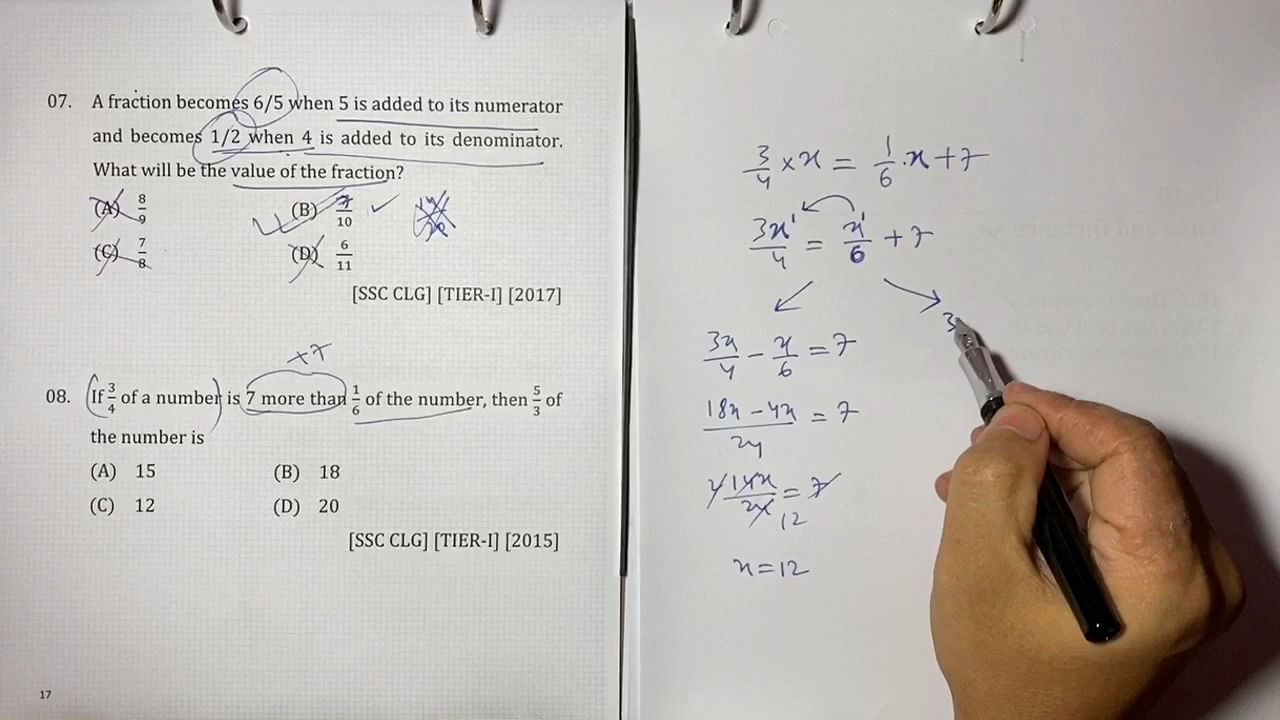 07. A fraction becomes 6/5 when 5 is added to its numerator
and becomes 1/2 when 4 is added to its denominator.
What will be the value of the fraction?
(A) 8/9 (B) 7/10
(C) 7/8 (D) 6/11
[SSC CLG] [TIER-I] [2017]
+7
08. If 3/4 of a number is 7 more than 1/6 of the number, then 5/3 of
the number is
(A) 15 (B) 18
(C) 12 (D) 20
[SSC CLG] [TIER-I] [2015]
17
3/4 × x = 1/6 . x + 7
3x/4 = x/6 + 7
3x/4 - x/6 = 7
18x - 4x/24 = 7
14x/24 = 7
12
x = 12
3